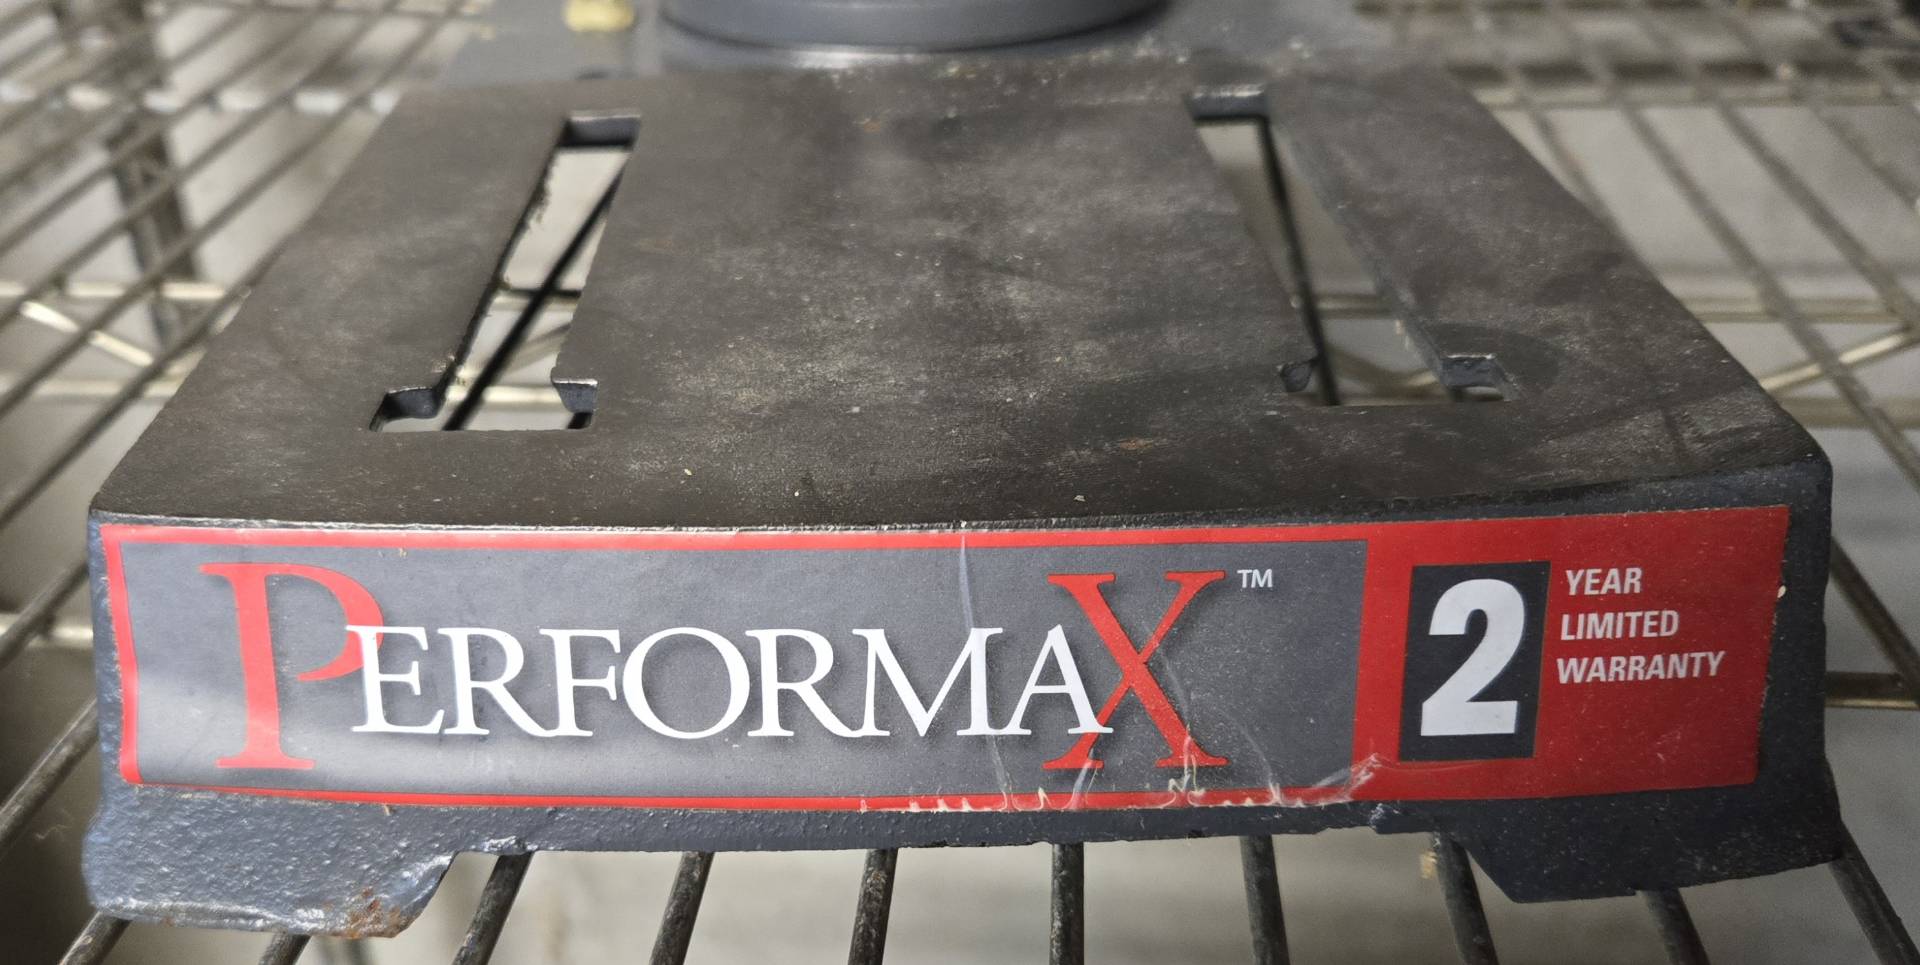 PERFORMAX™
2
YEAR
LIMITED
WARRANTY